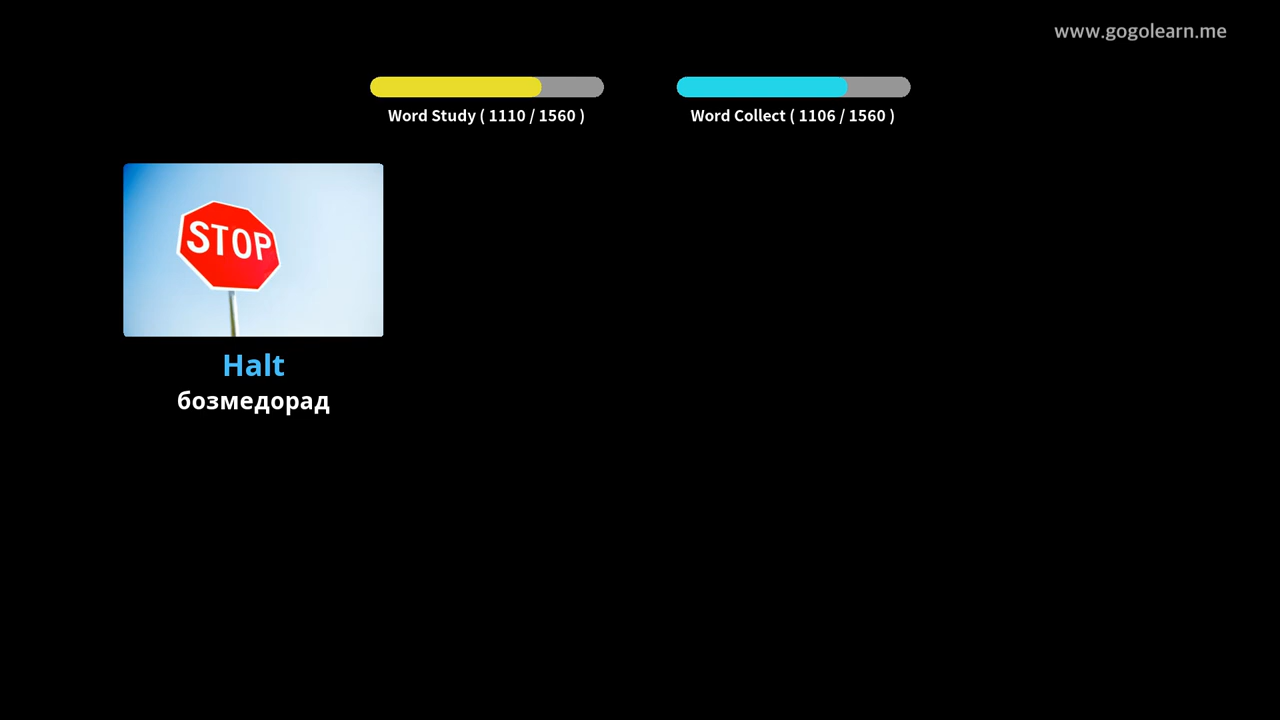 www.gogolearn.me
Word Study ( 1110 / 1560 )
Word Collect ( 1106 / 1560 )
STOP
Halt
бозмедорад